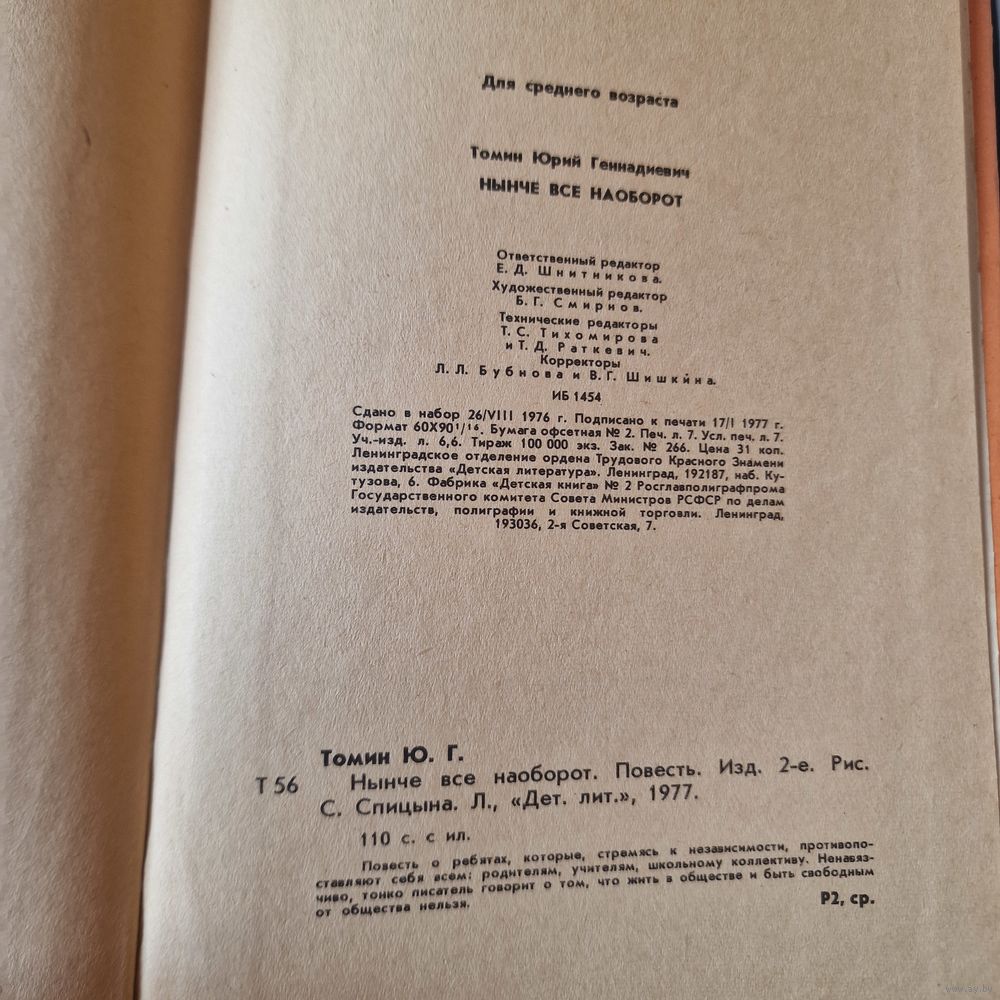 Для среднего возраста
Томин Юрий Геннадиевич
НЫНЧЕ ВСЕ НАОБОРОТ
Ответственный редактор
Е. Д. Шнитникова.
Художественный редактор
Б. Г. Смирнов.
Технические редакторы
Т. С. Тихомирова
и Т. Д. Раткевич.
Корректоры
Л. Л. Бубнова и В. Г. Шишкина.
ИБ 1454
Сдано в набор 26/VIII 1976 г. Подписано к печати 17/I 1977 г.
Формат 60X90 1/16. Бумага офсетная № 2. Печ. л. 7. Усл. печ. л. 7.
Уч.-изд. л. 6,6. Тираж 100 000 экз. Зак. № 266. Цена 31 коп.
Ленинградское отделение ордена Трудового Красного Знамени
издательства «Детская литература». Ленинград, 192187, наб. Ку-
тузова, 6. Фабрика «Детская книга» № 2 Росглавполиграфпрома
Государственного комитета Совета Министров РСФСР по делам
издательств, полиграфии и книжной торговли. Ленинград,
193036, 2-я Советская, 7.
Томин Ю. Г.
Т 56 Нынче все наоборот. Повесть. Изд. 2-е. Рис.
С. Спицына. Л., «Дет. лит.», 1977.
110 с. с ил.
Повесть о ребятах, которые, стремясь к независимости, противопо-
ставляют себя всем: родителям, учителям, школьному коллективу. Ненавяз-
чиво, тонко писатель говорит о том, что жить в обществе и быть свободным
от общества нельзя.
Р2, ср.
www.ay.by